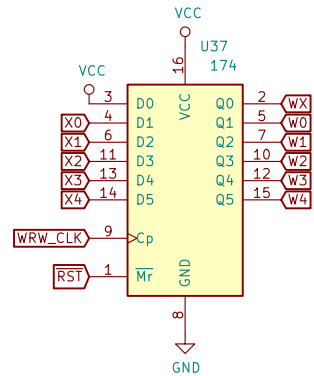 VCC
U37
174
VCC
16
VCC
3 D0 Q0 2 WX
X0 4 D1 Q1 5 W0
X1 6 D2 Q2 7 W1
X2 11 D3 Q3 10 W2
X3 13 D4 Q4 12 W3
X4 14 D5 Q5 15 W4
WRW_CLK 9 Cp
RST 1 Mr
GND
8
GND